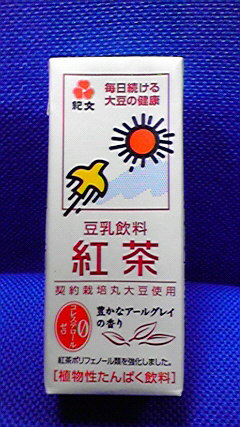 紀文
毎日続ける
大豆の健康
豆乳飲料
紅茶
契約栽培丸大豆使用
コレステロール
ゼロ
0
豊かなアールグレイ
の香り
紅茶ポリフェノール類を強化しました。
[植物性たんぱく飲料]